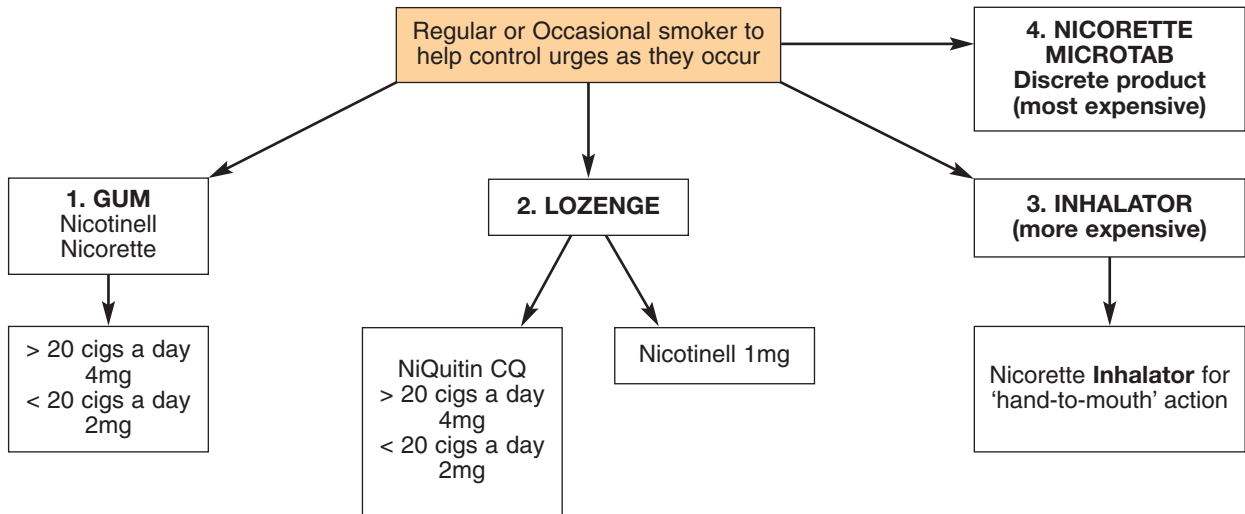 Regular or Occasional smoker to
help control urges as they occur
4. NICORETTE
MICROTAB
Discrete product
(most expensive)
1. GUM
Nicotinell
Nicorette
2. LOZENGE
3. INHALATOR
(more expensive)
> 20 cigs a day
4mg
< 20 cigs a day
2mg
NiQuitin CQ
> 20 cigs a day
4mg
< 20 cigs a day
2mg
Nicotinell 1mg
Nicorette Inhalator for
‘hand-to-mouth’ action